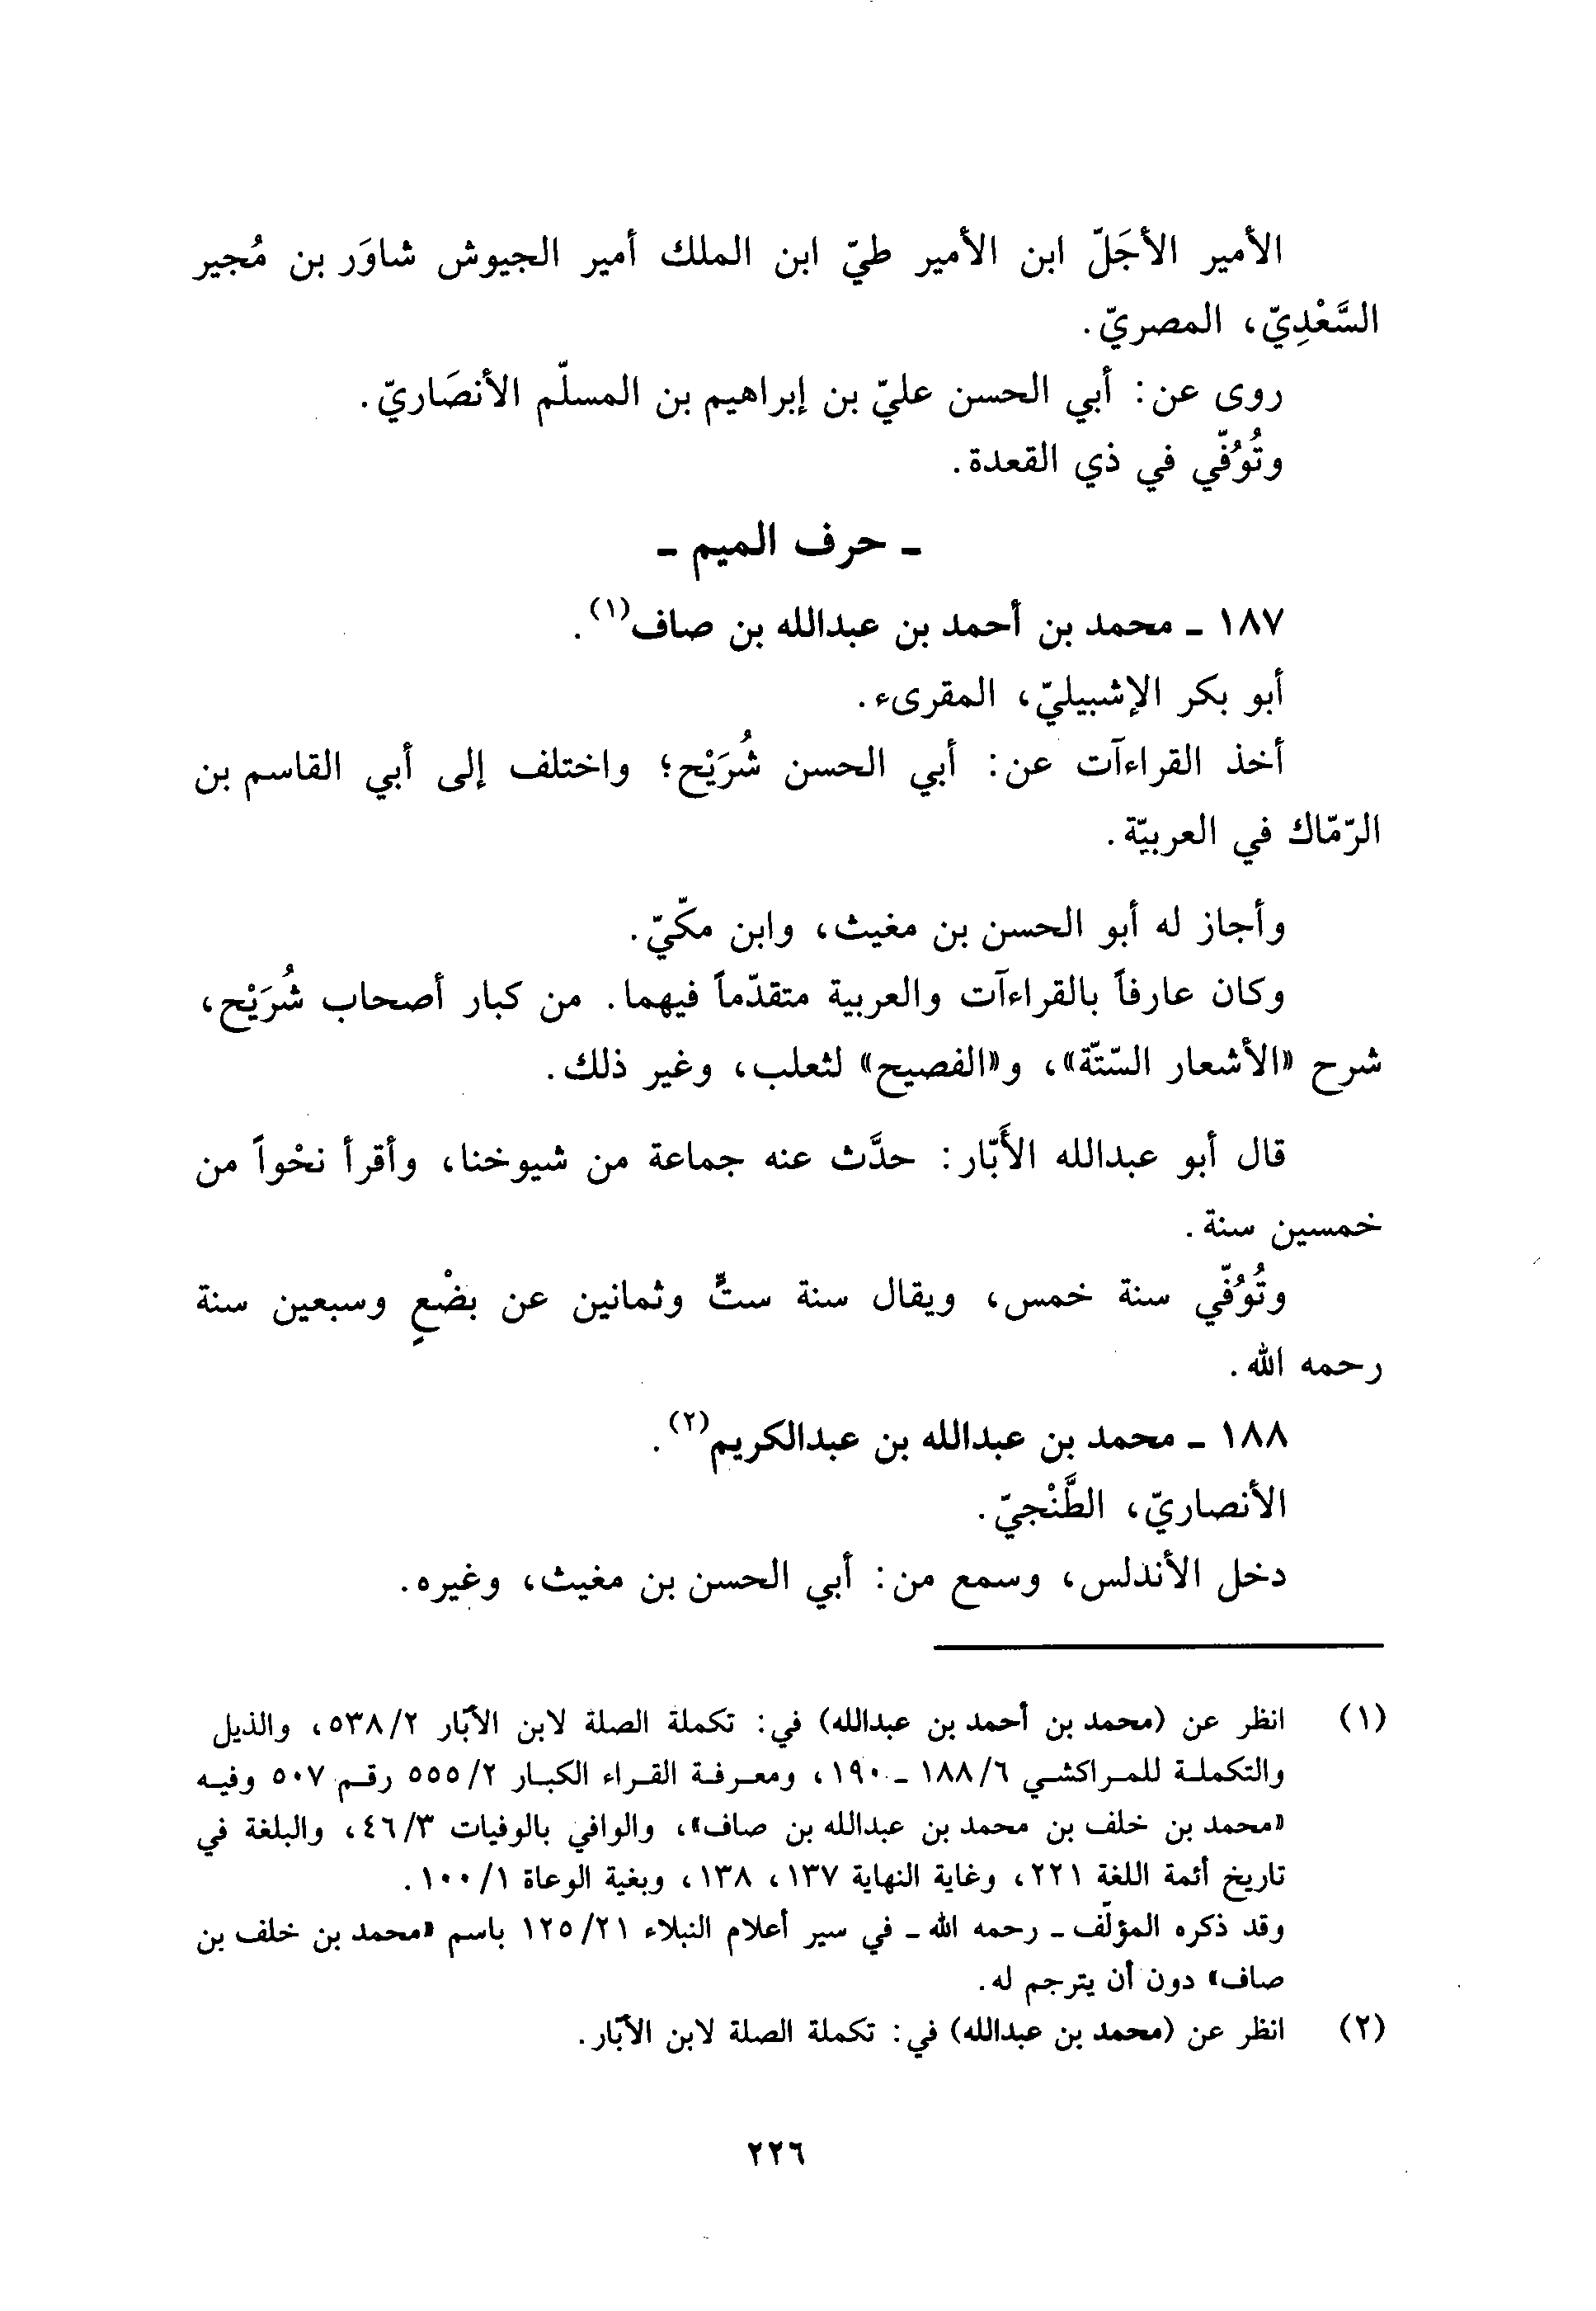 الأمير الأجَلّ ابن الأمير طيّ ابن الملك أمير الجيوش شاوَر بن مُجير
السَّعْدِيّ، المصريّ.
روى عن: أبي الحسن عليّ بن إبراهيم بن المسلّم الأنصَاريّ.
وتُوُفّي في ذي القعدة.
ـ حرف الميم ـ
١٨٧ ـ محمد بن أحمد بن عبدالله بن صاف(١).
أبو بكر الإشبيليّ، المقرىء.
أخذ القراءآت عن: أبي الحسن شُرَيْح؛ واختلف إلى أبي القاسم بن
الرّمّاك في العربيّة.
وأجاز له أبو الحسن بن مغيث، وابن مكّيّ.
وكان عارفاً بالقراءآت والعربية متقدّماً فيهما. من كبار أصحاب شُرَيْح،
شرح «الأشعار السّتّة»، و«الفصيح» لثعلب، وغير ذلك.
قال أبو عبدالله الأَبّار: حدَّث عنه جماعة من شيوخنا، وأقرأ نحْواً من
خمسين سنة.
وتُوُفّي سنة خمس، ويقال سنة ستٍّ وثمانين عن بضْعٍ وسبعين سنة
رحمه الله.
١٨٨ ـ محمد بن عبدالله بن عبدالكريم(٢).
الأنصاريّ، الطَّنْجيّ.
دخل الأندلس، وسمع من: أبي الحسن بن مغيث، وغيره.
(١) انظر عن (محمد بن أحمد بن عبدالله) في: تكملة الصلة لابن الأبّار ٥٣٨/٢، والذيل
والتكملة للمراكشي ١٨٨/٦ ـ ١٩٠، ومعرفة القراء الكبار ٥٥٥/٢ رقم ٥٠٧ وفيه
«محمد بن خلف بن محمد بن عبدالله بن صاف»، والوافي بالوفيات ٤٦/٣، والبلغة في
تاريخ أئمة اللغة ٢٢١، وغاية النهاية ١٣٧، ١٣٨، وبغية الوعاة ١٠٠/١.
وقد ذكره المؤلّف ـ رحمه الله ـ في سير أعلام النبلاء ١٢٥/٢١ باسم «محمد بن خلف بن
صاف» دون أن يترجم له.
(٢) انظر عن (محمد بن عبدالله) في: تكملة الصلة لابن الأبّار.
٢٢٦